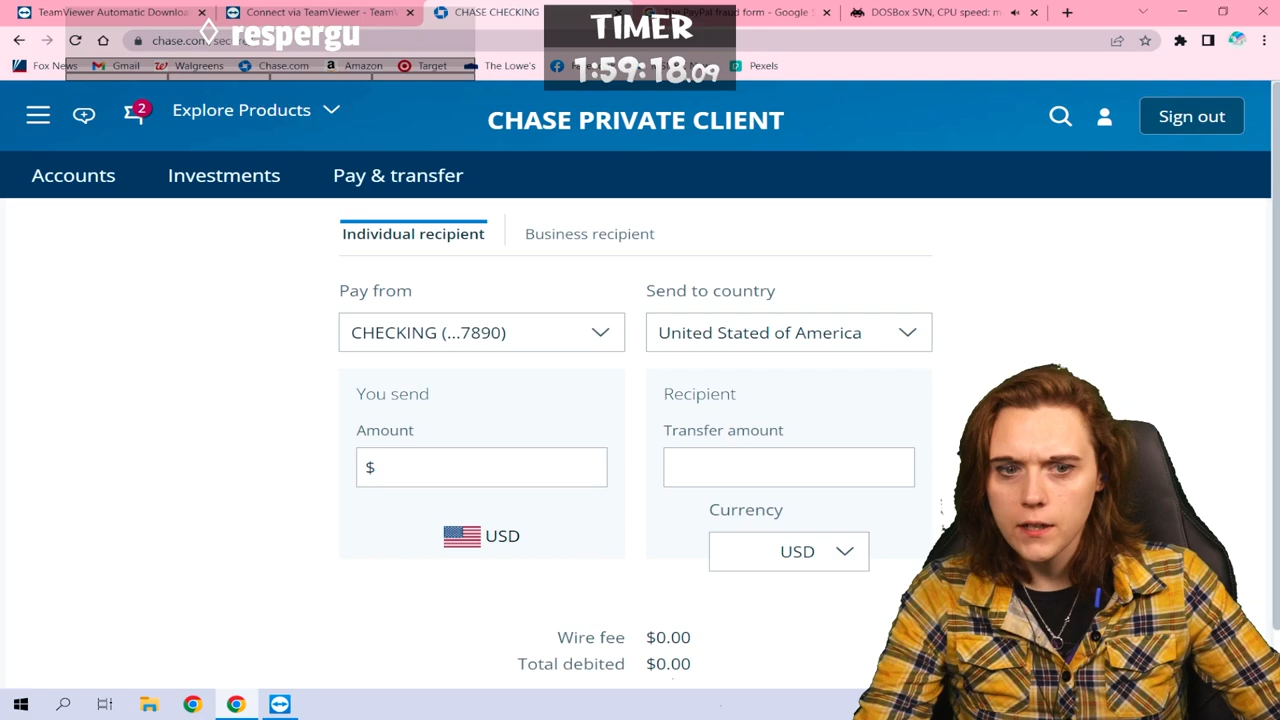 TeamViewer Automatic Downloa
Connect via TeamViewer - TeamV
CHASE CHECKING
The PayPal fraud form - Google S
DOSBox SVN, CPU speed: m
respergu
TIMER
1:59:18.09
chase.com/secure
Fox News
Gmail
Walgreens
Chase.com
Amazon
Target
The Lowe's
Pexels
2
Explore Products
CHASE PRIVATE CLIENT
Sign out
Accounts
Investments
Pay & transfer
Individual recipient
Business recipient
Pay from
Send to country
CHECKING (...7890)
United Stated of America
You send
Recipient
Amount
Transfer amount
$
Currency
USD
USD
Wire fee
$0.00
Total debited
$0.00